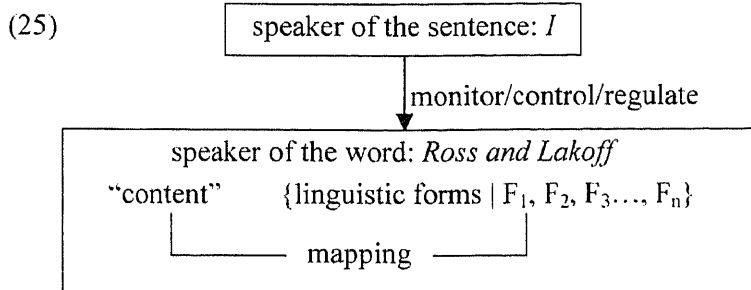 (25) speaker of the sentence: I
monitor/control/regulate
speaker of the word: Ross and Lakoff
“content” {linguistic forms | F₁, F₂, F₃…, Fₙ}
mapping